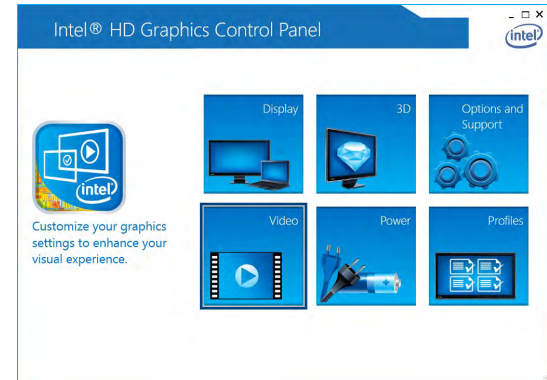 Intel® HD Graphics Control Panel
intel
Display
3D
Options and
Support
intel
Customize your graphics
settings to enhance your
visual experience.
Video
Power
Profiles